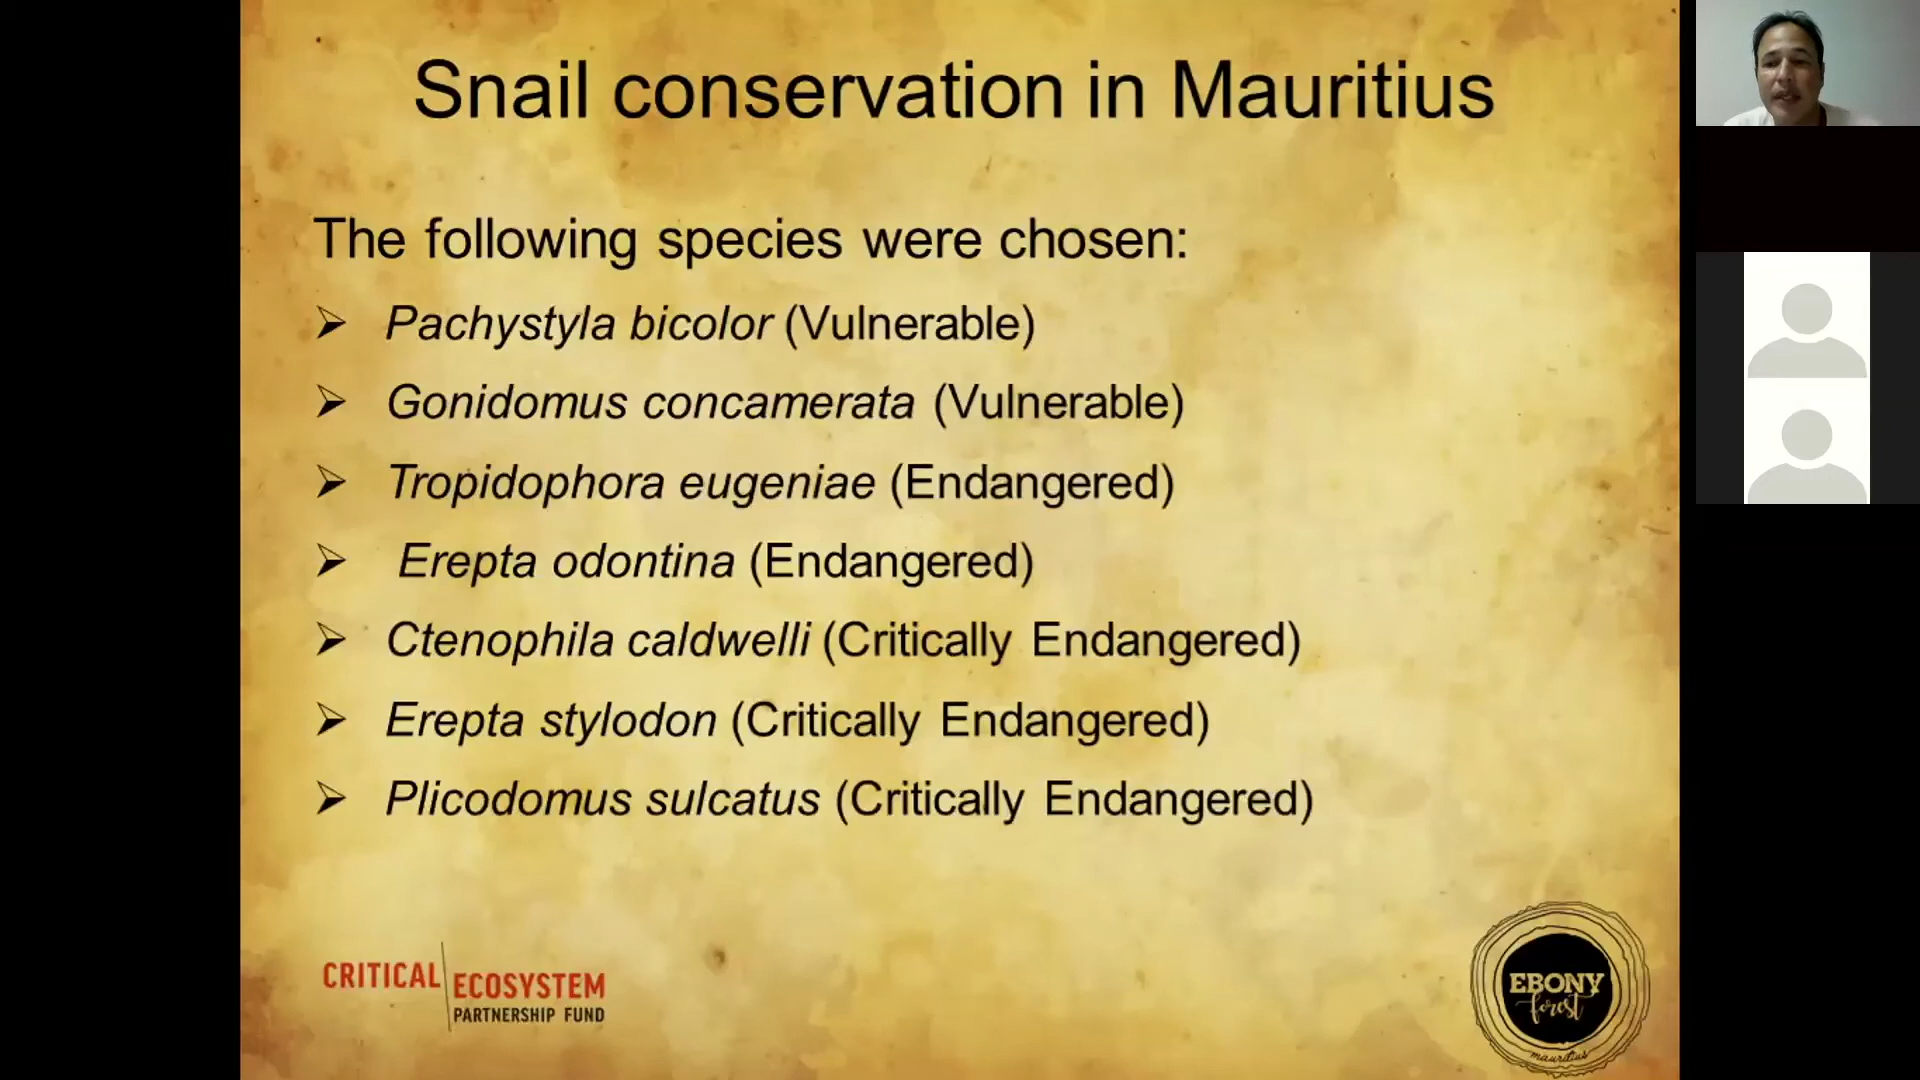 Snail conservation in Mauritius
The following species were chosen:
➢ Pachystyla bicolor (Vulnerable)
➢ Gonidomus concamerata (Vulnerable)
➢ Tropidophora eugeniae (Endangered)
➢ Erepta odontina (Endangered)
➢ Ctenophila caldwelli (Critically Endangered)
➢ Erepta stylodon (Critically Endangered)
➢ Plicodomus sulcatus (Critically Endangered)
CRITICAL ECOSYSTEM
PARTNERSHIP FUND
EBONY
forest
mauritius